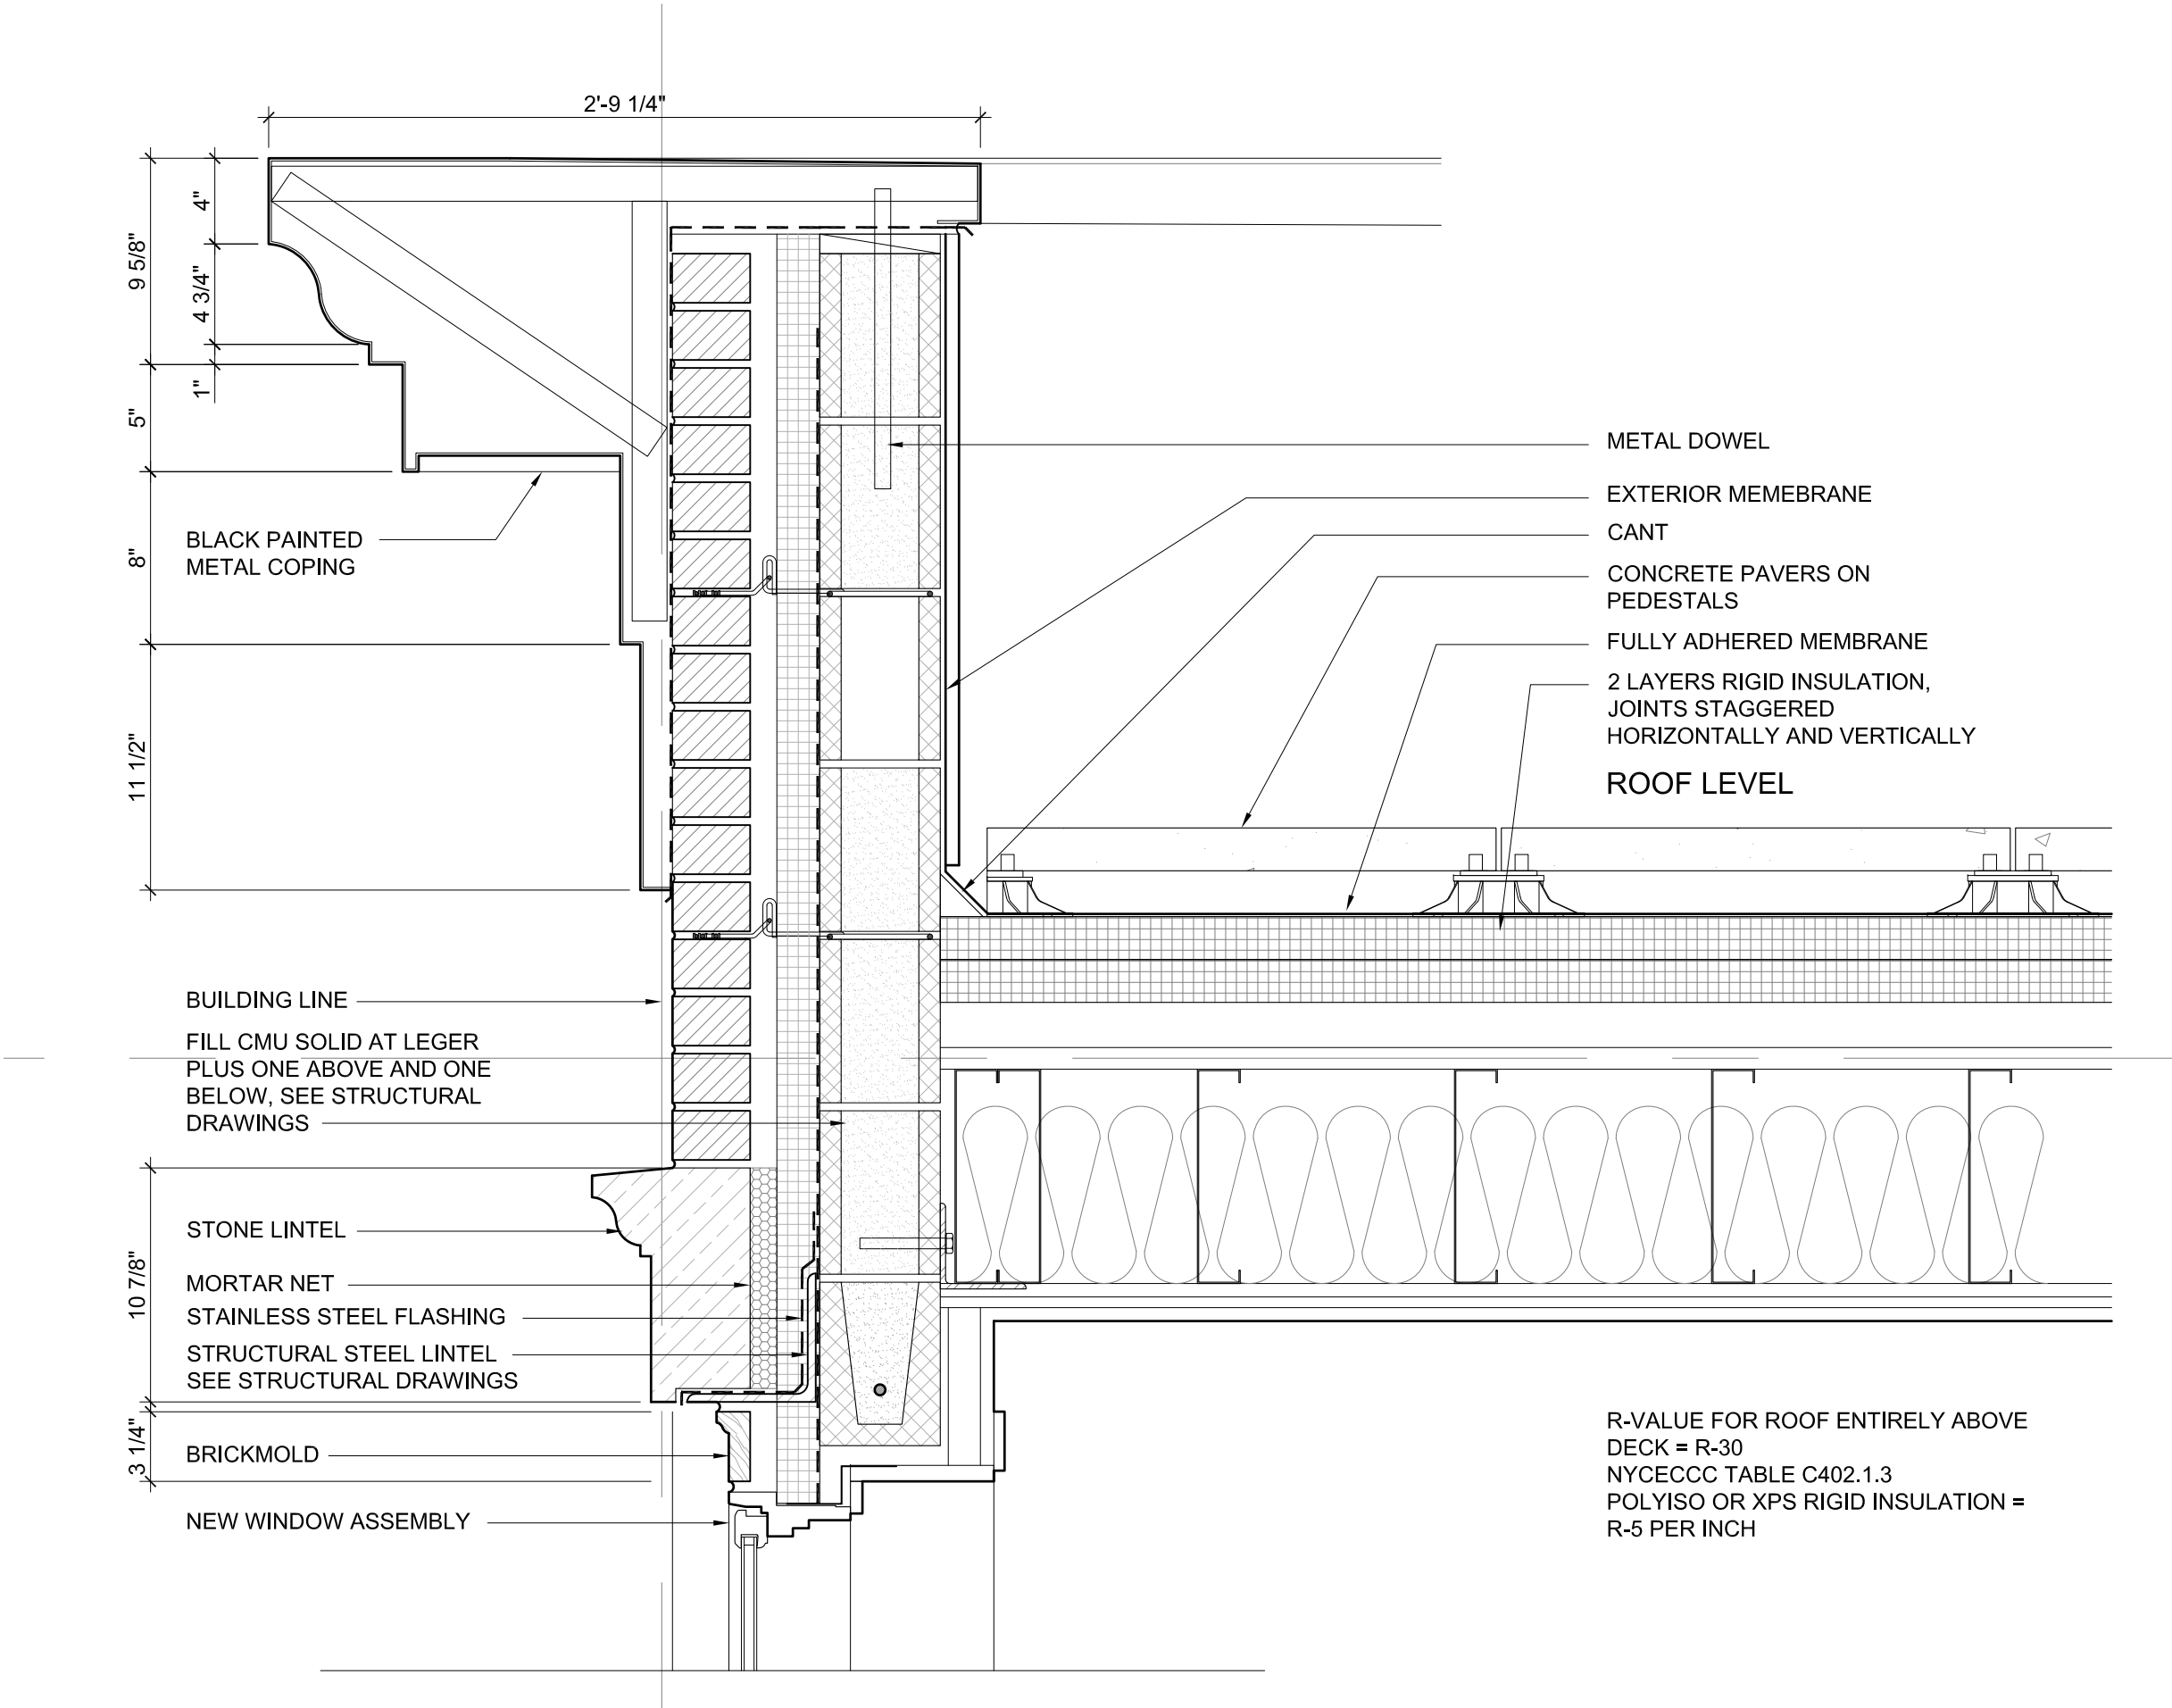 2'-9 1/4"
4"
9 5/8"
4 3/4"
1"
5"
8"
11 1/2"
10 7/8"
3 1/4"
BLACK PAINTED
METAL COPING
BUILDING LINE
FILL CMU SOLID AT LEGER
PLUS ONE ABOVE AND ONE
BELOW, SEE STRUCTURAL
DRAWINGS
STONE LINTEL
MORTAR NET
STAINLESS STEEL FLASHING
STRUCTURAL STEEL LINTEL
SEE STRUCTURAL DRAWINGS
BRICKMOLD
NEW WINDOW ASSEMBLY
METAL DOWEL
EXTERIOR MEMEBRANE
CANT
CONCRETE PAVERS ON
PEDESTALS
FULLY ADHERED MEMBRANE
2 LAYERS RIGID INSULATION,
JOINTS STAGGERED
HORIZONTALLY AND VERTICALLY
ROOF LEVEL
R-VALUE FOR ROOF ENTIRELY ABOVE
DECK = R-30
NYCECCC TABLE C402.1.3
POLYISO OR XPS RIGID INSULATION =
R-5 PER INCH